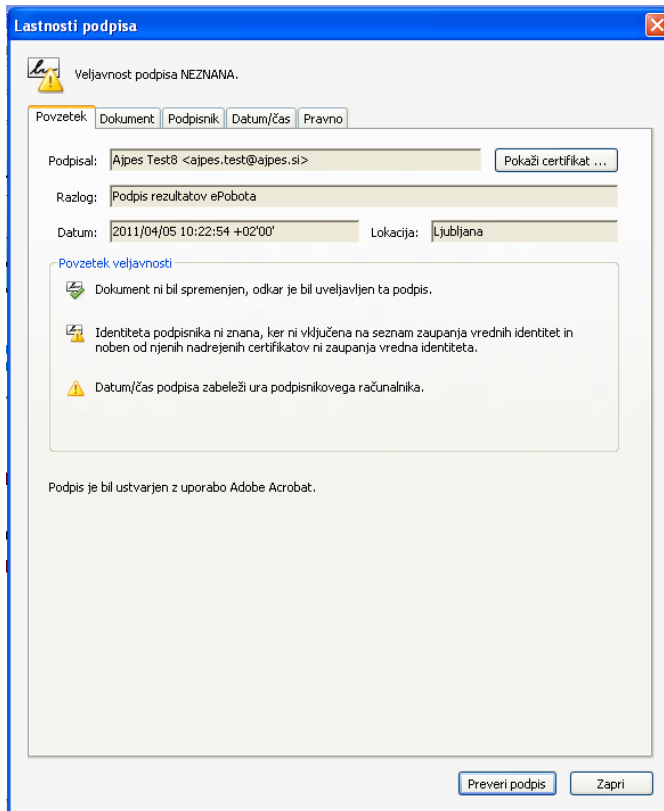 Lastnosti podpisa
Veljavnost podpisa NEZNANA.
Povzetek Dokument Podpisnik Datum/čas Pravno
Podpisal: Ajpes Test8 <ajpes.test@ajpes.si> Pokaži certifikat ...
Razlog: Podpis rezultatov ePobota
Datum: 2011/04/05 10:22:54 +02'00' Lokacija: Ljubljana
Povzetek veljavnosti
Dokument ni bil spremenjen, odkar je bil uveljavljen ta podpis.
Identiteta podpisnika ni znana, ker ni vključena na seznam zaupanja vrednih identitet in
noben od njenih nadrejenih certifikatov ni zaupanja vredna identiteta.
Datum/čas podpisa zabeleži ura podpisnikovega računalnika.
Podpis je bil ustvarjen z uporabo Adobe Acrobat.
Preveri podpis Zapri